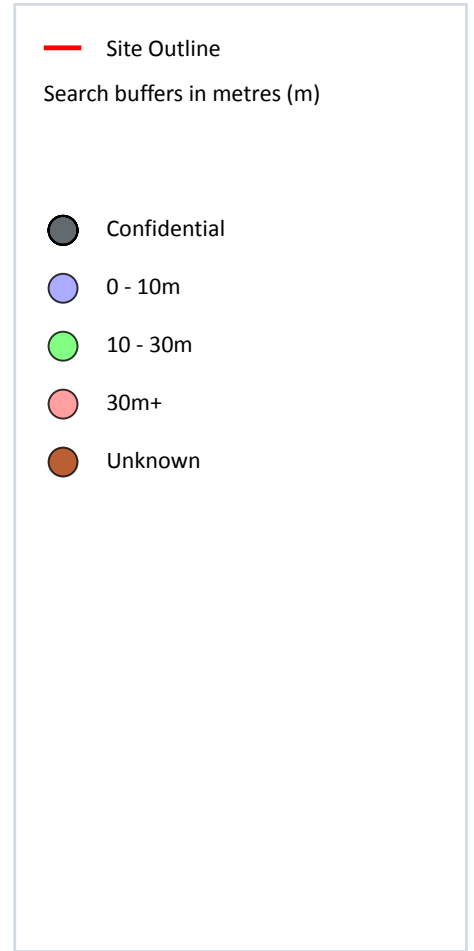 Site Outline
Search buffers in metres (m)
Confidential
0 - 10m
10 - 30m
30m+
Unknown